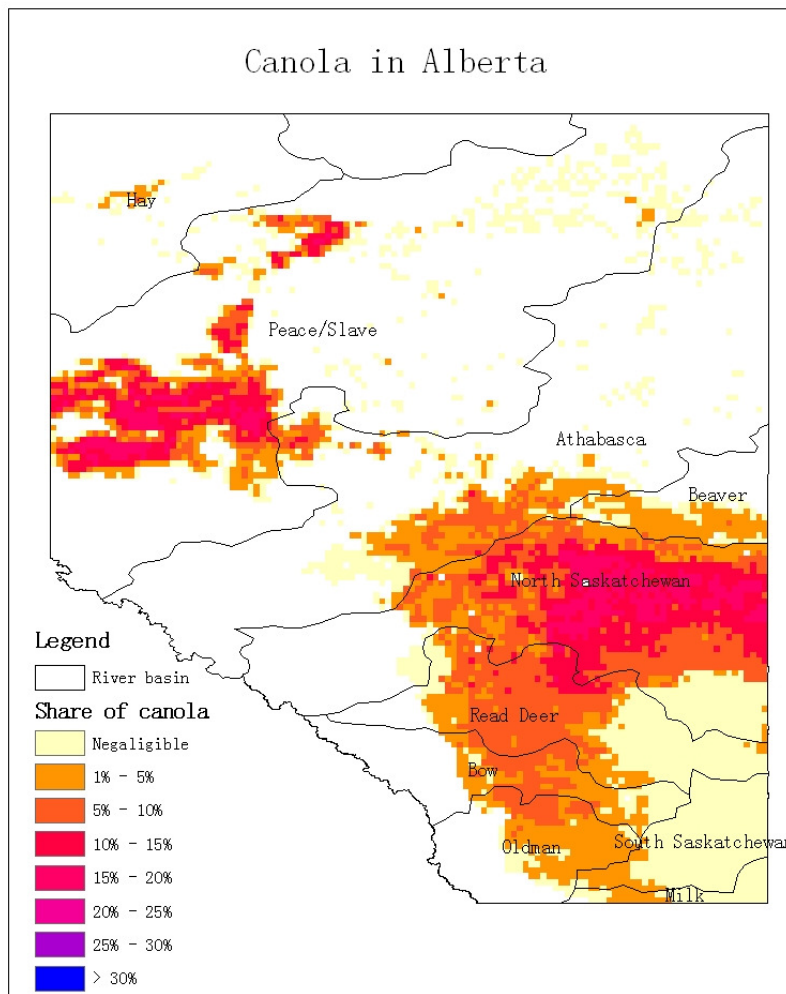 Canola in Alberta
Hay
Peace/Slave
Athabasca
Beaver
North Saskatchewan
Legend
River basin
Share of canola
Read Deer
Negaligible
Bow
1% - 5%
5% - 10%
Oldman
South Saskatchewan
10% - 15%
15% - 20%
Milk
20% - 25%
25% - 30%
> 30%